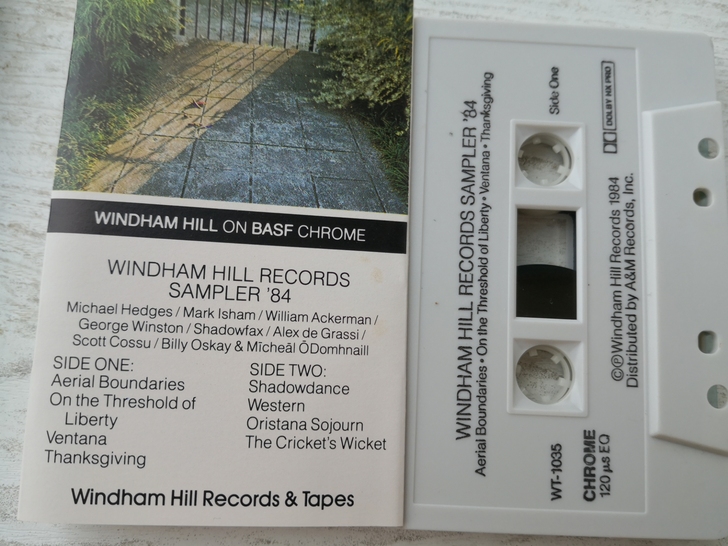 WINDHAM HILL ON BASF CHROME
WINDHAM HILL RECORDS
SAMPLER '84
Michael Hedges / Mark Isham / William Ackerman /
George Winston / Shadowfax / Alex de Grassi /
Scott Cossu / Billy Oskay & Mícheál ÓDomhnaill
SIDE ONE:
Aerial Boundaries
On the Threshold of
Liberty
Ventana
Thanksgiving
SIDE TWO:
Shadowdance
Western
Oristana Sojourn
The Cricket's Wicket
Windham Hill Records & Tapes
WINDHAM HILL RECORDS SAMPLER '84
Aerial Boundaries • On the Threshold of Liberty • Ventana • Thanksgiving
WT-1035
Side One
CHROME
120 µs EQ
©℗Windham Hill Records 1984
Distributed by A&M Records, Inc.
DOLBY HX PRO